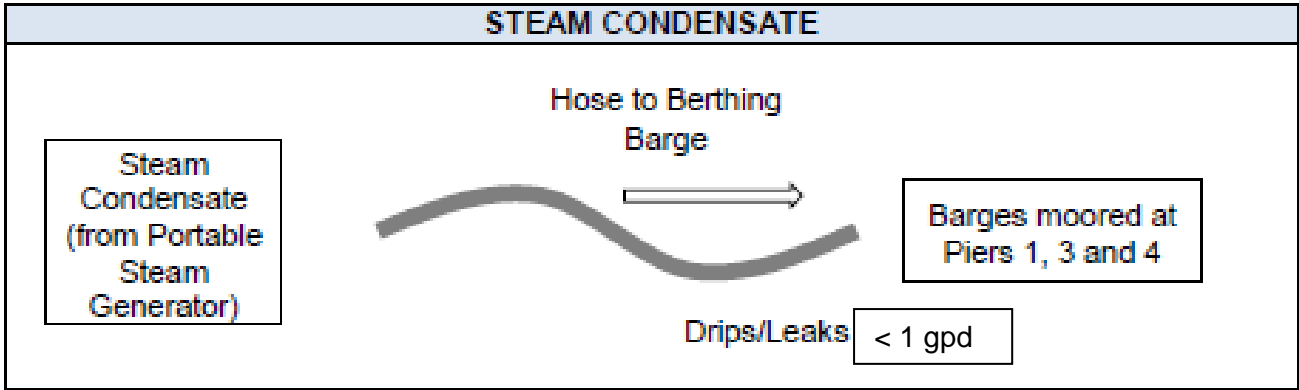 STEAM CONDENSATE
Hose to Berthing
Barge
Steam
Condensate
(from Portable
Steam
Generator)
Barges moored at
Piers 1, 3 and 4
Drips/Leaks < 1 gpd